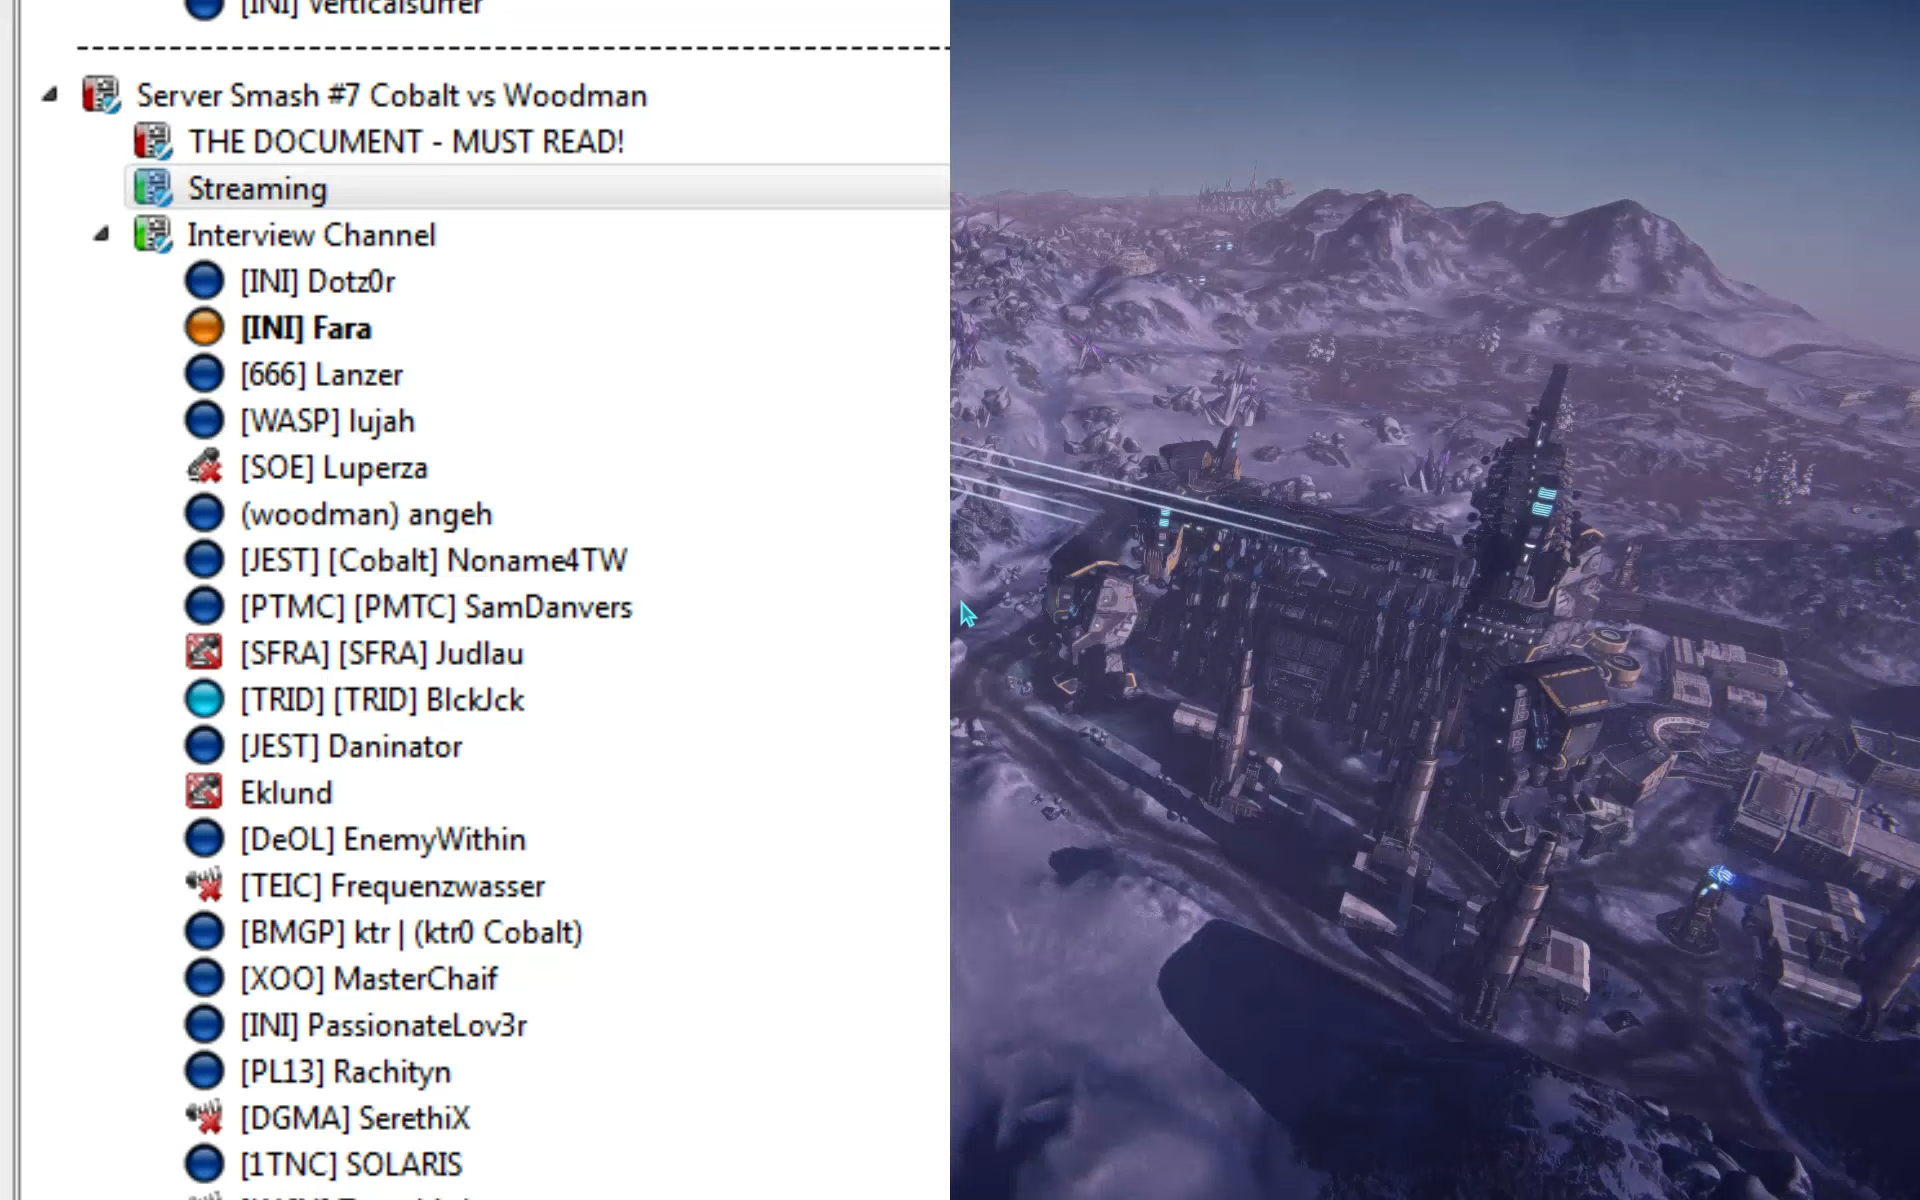 [INI] verticalsurfer
Server Smash #7 Cobalt vs Woodman
THE DOCUMENT - MUST READ!
Streaming
Interview Channel
[INI] Dotz0r
[INI] Fara
[666] Lanzer
[WASP] lujah
[SOE] Luperza
(woodman) angeh
[JEST] [Cobalt] Noname4TW
[PTMC] [PMTC] SamDanvers
[SFRA] [SFRA] Judlau
[TRID] [TRID] BlckJck
[JEST] Daninator
Eklund
[DeOL] EnemyWithin
[TEIC] Frequenzwasser
[BMGP] ktr | (ktr0 Cobalt)
[XOO] MasterChaif
[INI] PassionateLov3r
[PL13] Rachityn
[DGMA] SerethiX
[1TNC] SOLARIS